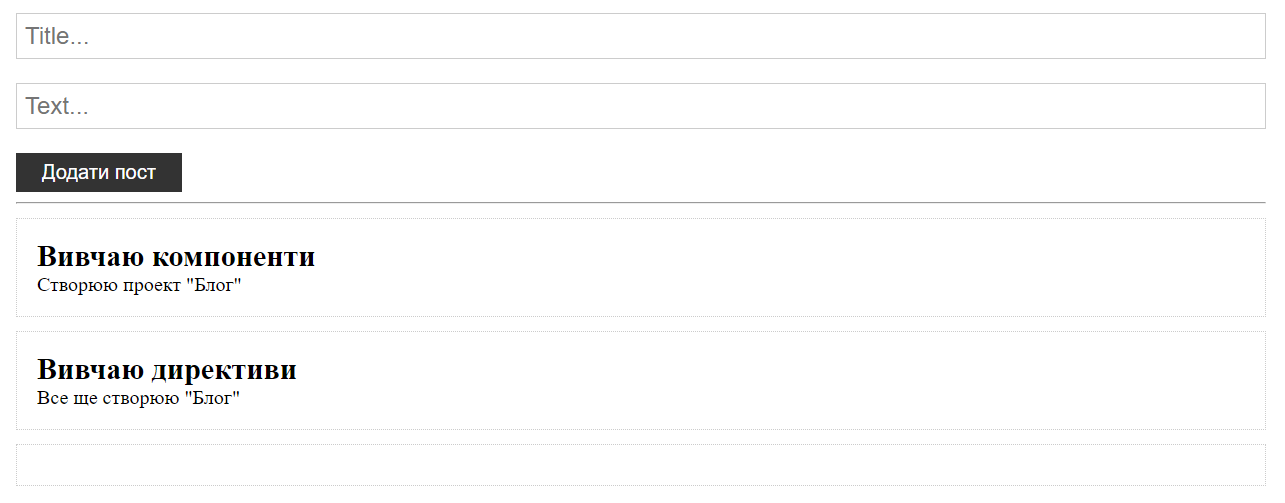 Title...
Text...
Додати пост
Вивчаю компоненти
Створюю проект "Блог"
Вивчаю директиви
Все ще створюю "Блог"